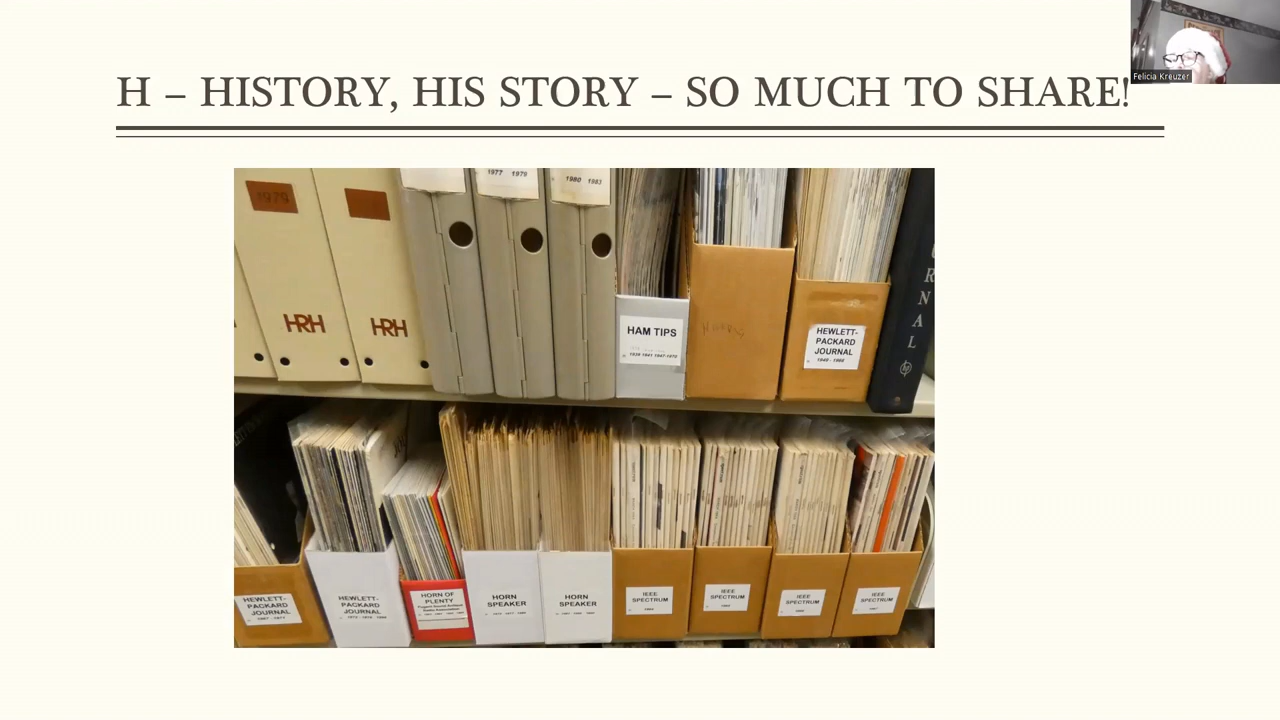 H – HISTORY, HIS STORY – SO MUCH TO SHARE!
Felicia Kreuzer
1979
1977 1979
1980 1983
HRH
HRH
HAM TIPS
HEWLETT-
PACKARD
JOURNAL
R
N
A
L
hp
HEWLETT-
PACKARD
JOURNAL
HEWLETT-
PACKARD
JOURNAL
HORN OF
PLENTY
HORN
SPEAKER
HORN
SPEAKER
IEEE
SPECTRUM
IEEE
SPECTRUM
IEEE
SPECTRUM
IEEE
SPECTRUM